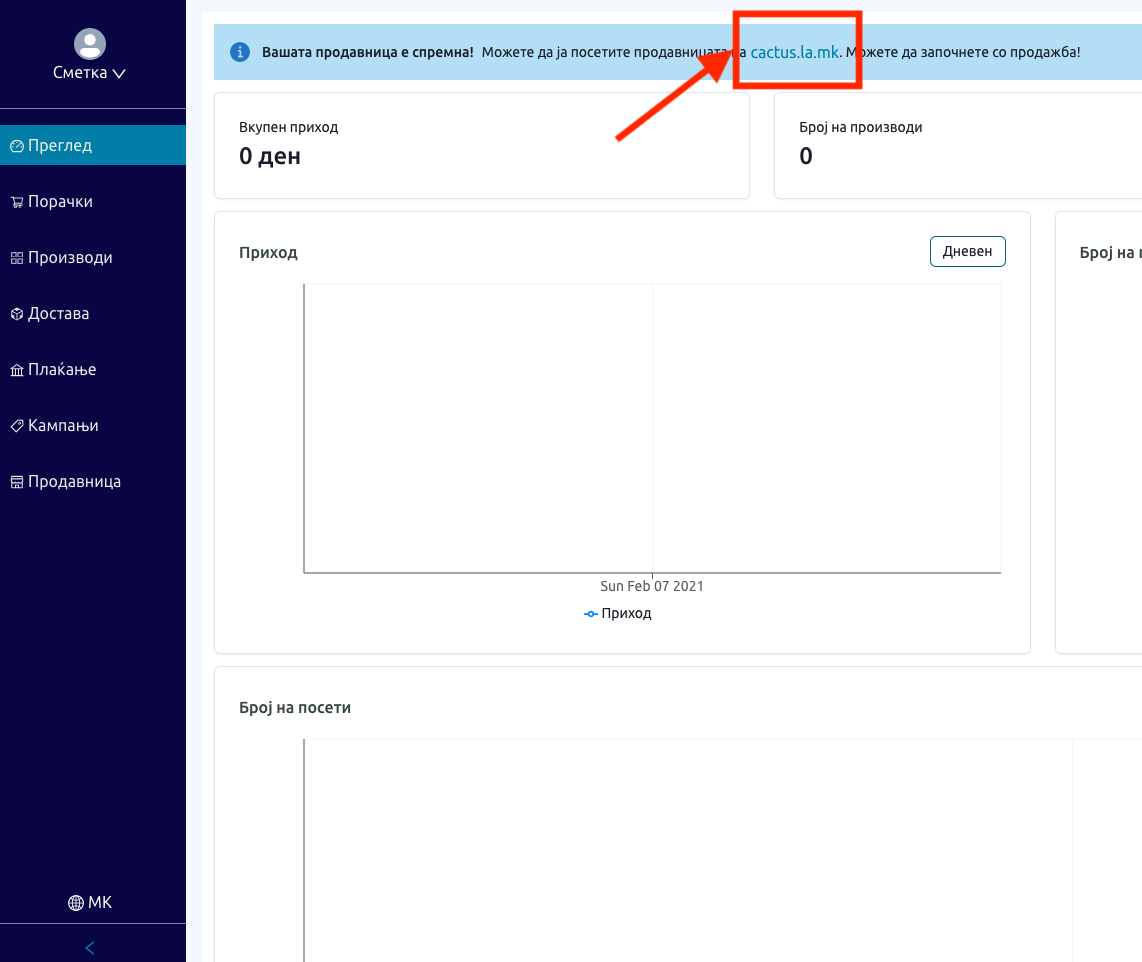 Сметка
Преглед
Порачки
Производи
Достава
Плаќање
Кампањи
Продавница
МК
Вашата продавница е спремна! Можете да ја посетите продавницата на cactus.la.mk. Можете да започнете со продажба!
Вкупен приход
0 ден
Број на производи
0
Приход
Дневен
Sun Feb 07 2021
Приход
Број на
Број на посети